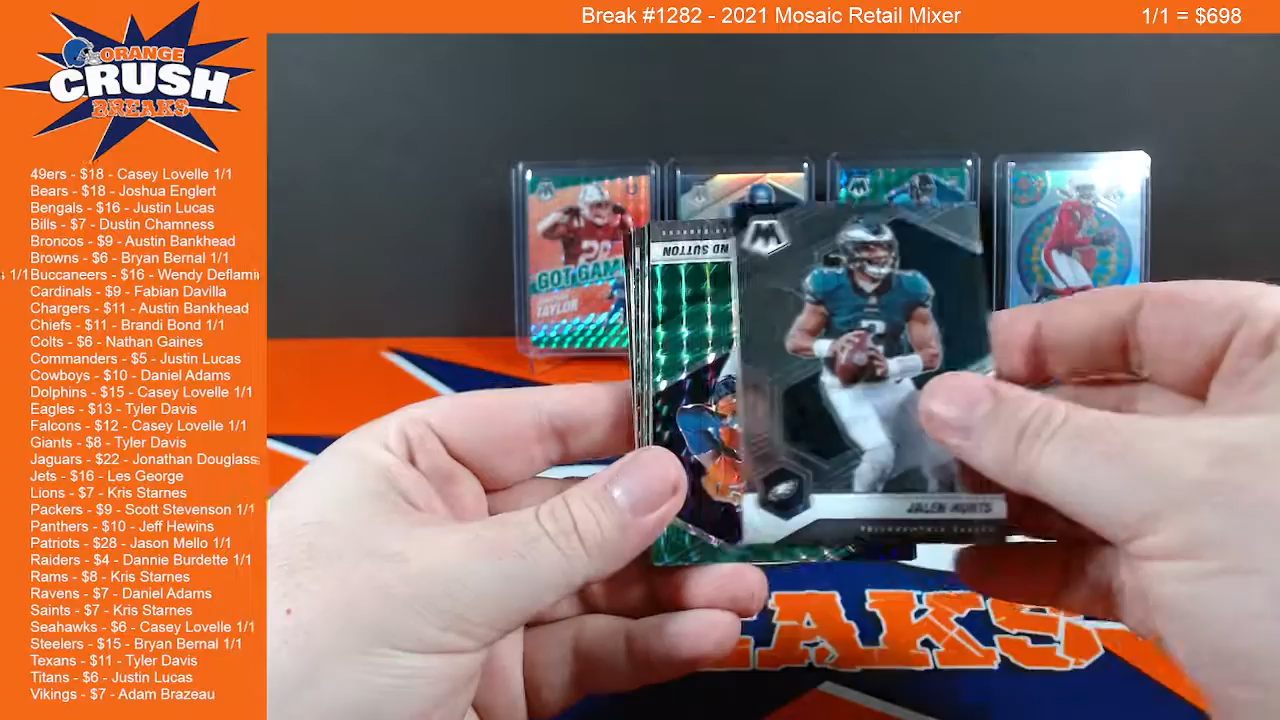 Break #1282 - 2021 Mosaic Retail Mixer
1/1 = $698
ORANGE
CRUSH
BREAKS
49ers - $18 - Casey Lovelle 1/1
Bears - $18 - Joshua Englert
Bengals - $16 - Justin Lucas
Bills - $7 - Dustin Chamness
Broncos - $9 - Austin Bankhead
Browns - $6 - Bryan Bernal 1/1
1/1 Buccaneers - $16 - Wendy Deflamin
Cardinals - $9 - Fabian Davilla
Chargers - $11 - Austin Bankhead
Chiefs - $11 - Brandi Bond 1/1
Colts - $6 - Nathan Gaines
Commanders - $5 - Justin Lucas
Cowboys - $10 - Daniel Adams
Dolphins - $15 - Casey Lovelle 1/1
Eagles - $13 - Tyler Davis
Falcons - $12 - Casey Lovelle 1/1
Giants - $8 - Tyler Davis
Jaguars - $22 - Jonathan Douglass
Jets - $16 - Les George
Lions - $7 - Kris Starnes
Packers - $9 - Scott Stevenson 1/1
Panthers - $10 - Jeff Hewins
Patriots - $28 - Jason Mello 1/1
Raiders - $4 - Dannie Burdette 1/1
Rams - $8 - Kris Starnes
Ravens - $7 - Daniel Adams
Saints - $7 - Kris Starnes
Seahawks - $6 - Casey Lovelle 1/1
Steelers - $15 - Bryan Bernal 1/1
Texans - $11 - Tyler Davis
Titans - $6 - Justin Lucas
Vikings - $7 - Adam Brazeau
GOT GAM
TAYLOR
ND SUTTON
JALEN HURTS
PHILADELPHIA EAGLES
EAKS